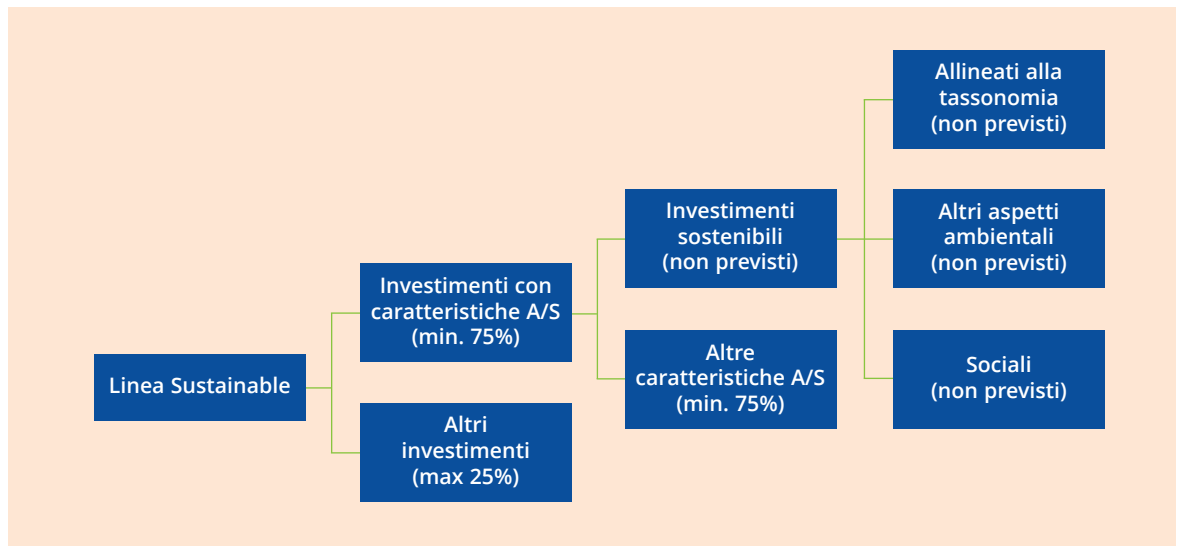 Linea Sustainable
Investimenti con
caratteristiche A/S
(min. 75%)
Altri
investimenti
(max 25%)
Investimenti
sostenibili
(non previsti)
Altre
caratteristiche A/S
(min. 75%)
Allineati alla
tassonomia
(non previsti)
Altri aspetti
ambientali
(non previsti)
Sociali
(non previsti)